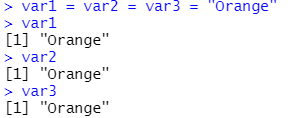 > var1 = var2 = var3 = "Orange"
> var1
[1] "Orange"
> var2
[1] "Orange"
> var3
[1] "Orange"